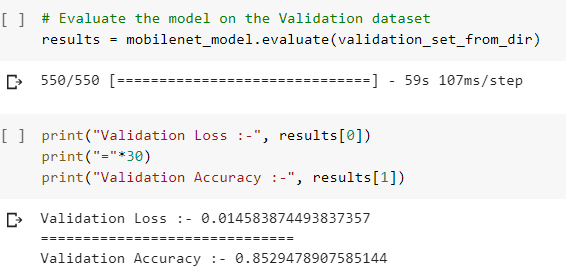 [ ] # Evaluate the model on the Validation dataset
results = mobilenet_model.evaluate(validation_set_from_dir)
550/550 [==============================] - 59s 107ms/step
[ ] print("Validation Loss :-", results[0])
print("="*30)
print("Validation Accuracy :-", results[1])
Validation Loss :- 0.014583874493837357
==============================
Validation Accuracy :- 0.8529478907585144